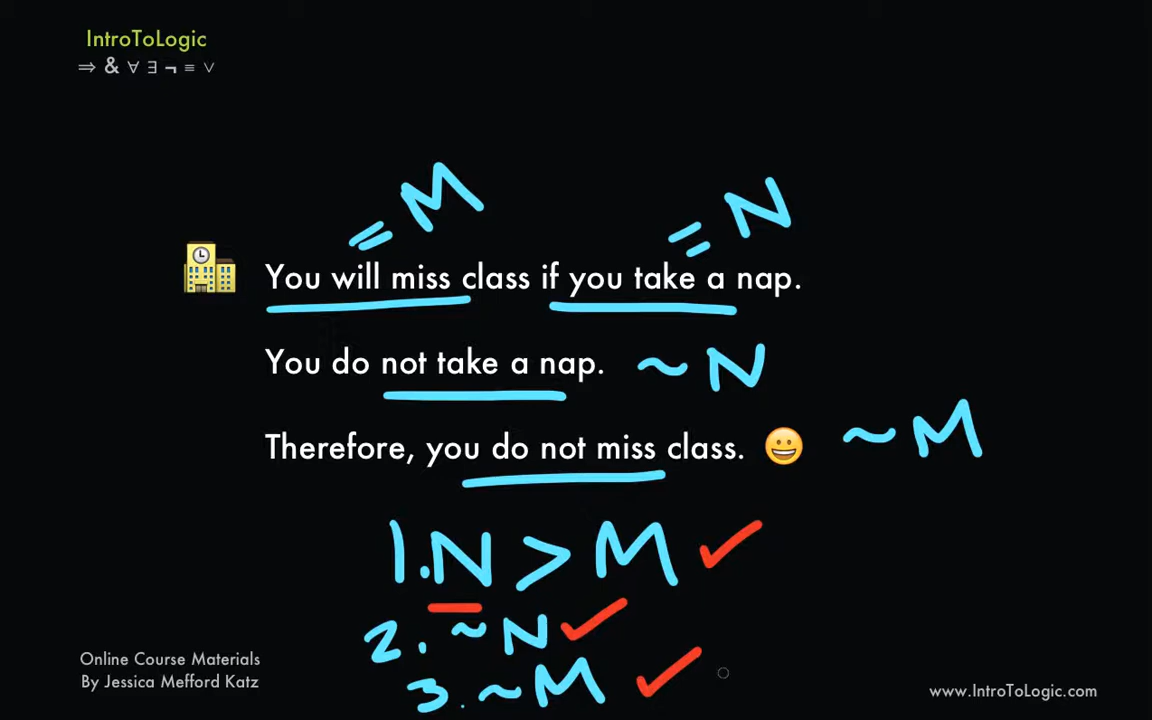 IntroToLogic
⇒ & ∀ ∃ ¬ ≡ ∨
= M = N
You will miss class if you take a nap.
You do not take a nap. ~ N
Therefore, you do not miss class. 😀 ~ M
1. N > M ✓
2. ~ N ✓
3. ~ M ✓
Online Course Materials
By Jessica Mefford Katz
www.IntroToLogic.com